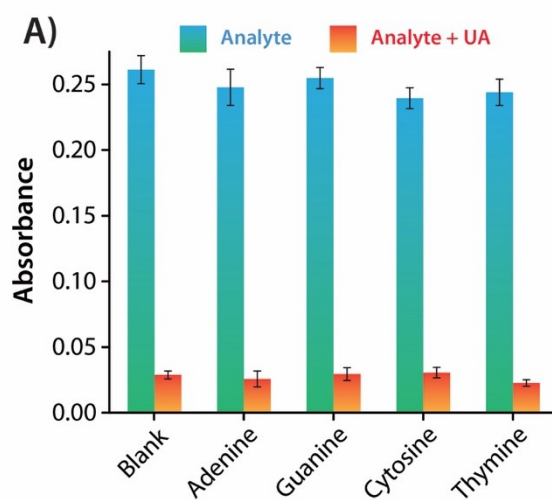 A)
Analyte
Analyte + UA
Absorbance
0.25
0.20
0.15
0.10
0.05
0.00
Blank
Adenine
Guanine
Cytosine
Thymine